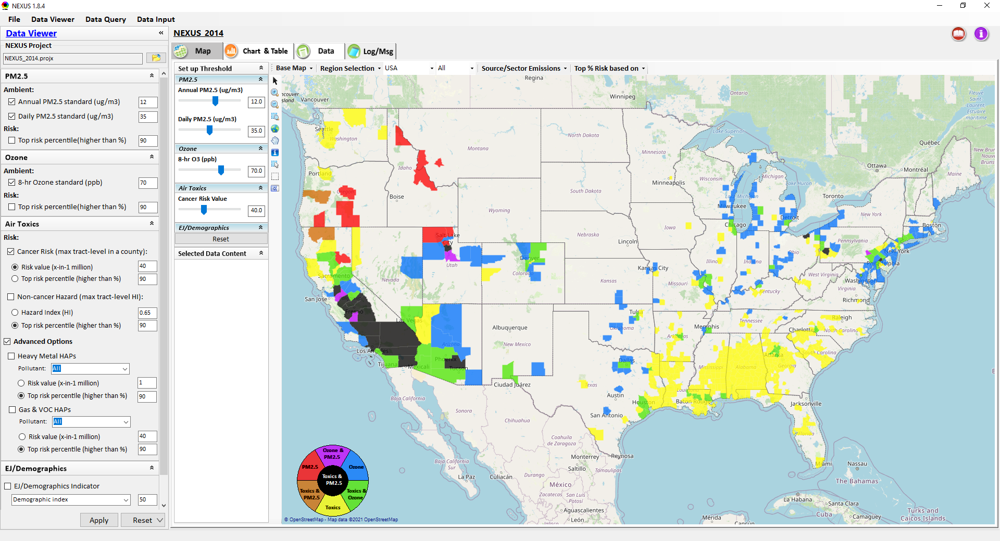 NEXUS 1.8.4
File Data Viewer Data Query Data Input
Data Viewer «
NEXUS Project
NEXUS_2014.projx
PM2.5
Ambient:
Annual PM2.5 standard (ug/m3) 12
Daily PM2.5 standard (ug/m3) 35
Risk:
Top risk percentile(higher than %) 90
Ozone
Ambient:
8-hr Ozone standard (ppb) 70
Risk:
Top risk percentile(higher than %) 90
Air Toxics
Risk:
Cancer Risk (max tract-level in a county):
Risk value (x-in-1 million) 40
Top risk percentile (higher than %) 90
Non-cancer Hazard (max tract-level HI):
Hazard Index (HI) 0.65
Top risk percentile (higher than %) 90
Advanced Options
Heavy Metal HAPs
Pollutant: All
Risk value (x-in-1 million) 1
Top risk percentile (higher than %) 90
Gas & VOC HAPs
Pollutant: All
Risk value (x-in-1 million) 40
Top risk percentile (higher than %) 90
EJ/Demographics
EJ/Demographics Indicator
Demographic index 50
Apply Reset
NEXUS_2014
Map Chart & Table Data Log/Msg
Set up Threshold
PM2.5
Annual PM2.5 (ug/m3)
12.0
Daily PM2.5 (ug/m3)
35.0
Ozone
8-hr O3 (ppb)
70.0
Air Toxics
Cancer Risk Value
40.0
EJ/Demographics
Reset
Selected Data Content
Base Map Region Selection USA All Source/Sector Emissions Top % Risk based on
Regina
Winnipeg
Ontario
Vancouver
Fleuve
Saint-
Laurent,
Estuaire
maritime
Seattle
Washington
Lake Superior
North Dakota
Montana
Minnesota
Québec
Ottawa
Montréal
Maine
Portland
Idaho
Minneapolis
Wisconsin
Michigan
Lake Huron
Toronto
Oregon
Boise
South Dakota
Lake Michigan
Milwaukee
Wyoming
New York
Detroit
Boston
Chicago
Iowa
Salt Lake
City
Nebraska
Lincoln
Pennsylvania
New York
Ohio
Denver
Utah
Illinois
Indiana
Philadelphia
Kansas City
Colorado
Nevada
Sacramento
Kansas
Missouri
West Virginia
Washington
Virginia
Kentucky
San Jose
Richmond
Fresno
Las Vegas
Tulsa
Raleigh
Albuquerque
Oklahoma
Memphis
Tennessee
Charlotte
North Carolina
Arkansas
New Mexico
Arizona
Los Angeles
Phoenix
Dallas
Atlanta
South Carolina
Tijuana
Mexicali
Tucson
Mississippi
Alabama
Georgia
Ciudad Juárez
Texas
Louisiana
Austin
Houston
Baton Rouge
Jacksonville
Baja California
Sonora
Chihuahua
San Antonio
Florida
Coahuila
de Zaragoza
Monterrey
Reynosa
Miami
Nassau
Baja California
Sur
Saltillo
Tamaulipas
La Paz
Culiacán
Durango
México
The Bahamas
Zacatecas
San Luis
Potosí
La Habana
Santa Clara
Aguascalientes
Cuba
Camagüey
Turks and
Caicos Islands
León
Mérida
Cancún
Jalisco
Ozone &
PM2.5
PM2.5
Ozone
Toxics &
PM2.5
Toxics &
PM2.5
Toxics &
Ozone
Toxics
© OpenStreetMap - Map data ©2021 OpenStreetMap